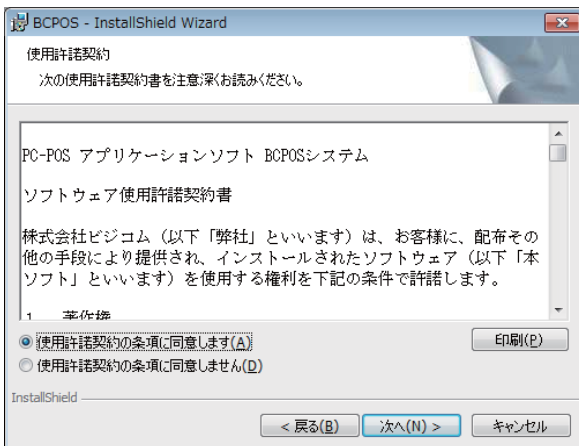 BCPOS - InstallShield Wizard
使用許諾契約
次の使用許諾契約書を注意深くお読みください。
PC-POS アプリケーションソフト BCPOSシステム
ソフトウェア使用許諾契約書
株式会社ビジコム（以下「弊社」といいます）は、お客様に、配布その
他の手段により提供され、インストールされたソフトウェア（以下「本
ソフト」といいます）を使用する権利を下記の条件で許諾します。
1. 著作権
使用許諾契約の条項に同意します(A)
印刷(P)
使用許諾契約の条項に同意しません(D)
InstallShield
< 戻る(B)
次へ(N) >
キャンセル